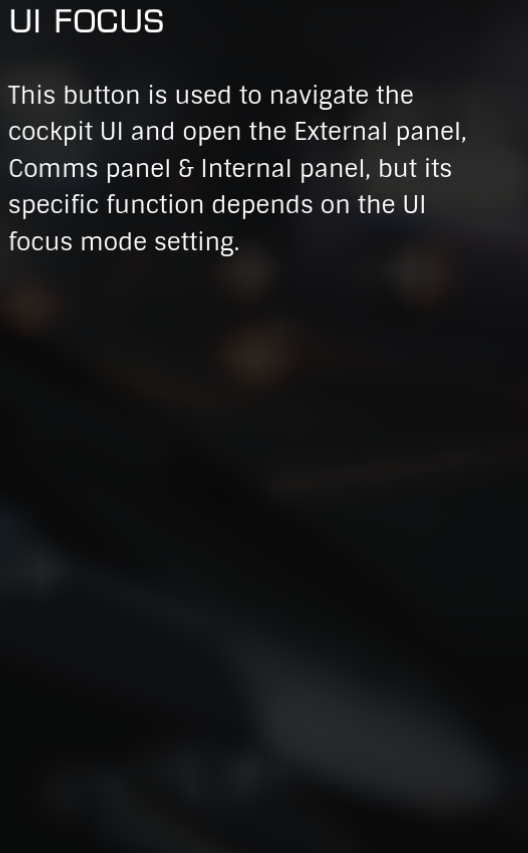 UI FOCUS
This button is used to navigate the
cockpit UI and open the External panel,
Comms panel & Internal panel, but its
specific function depends on the UI
focus mode setting.